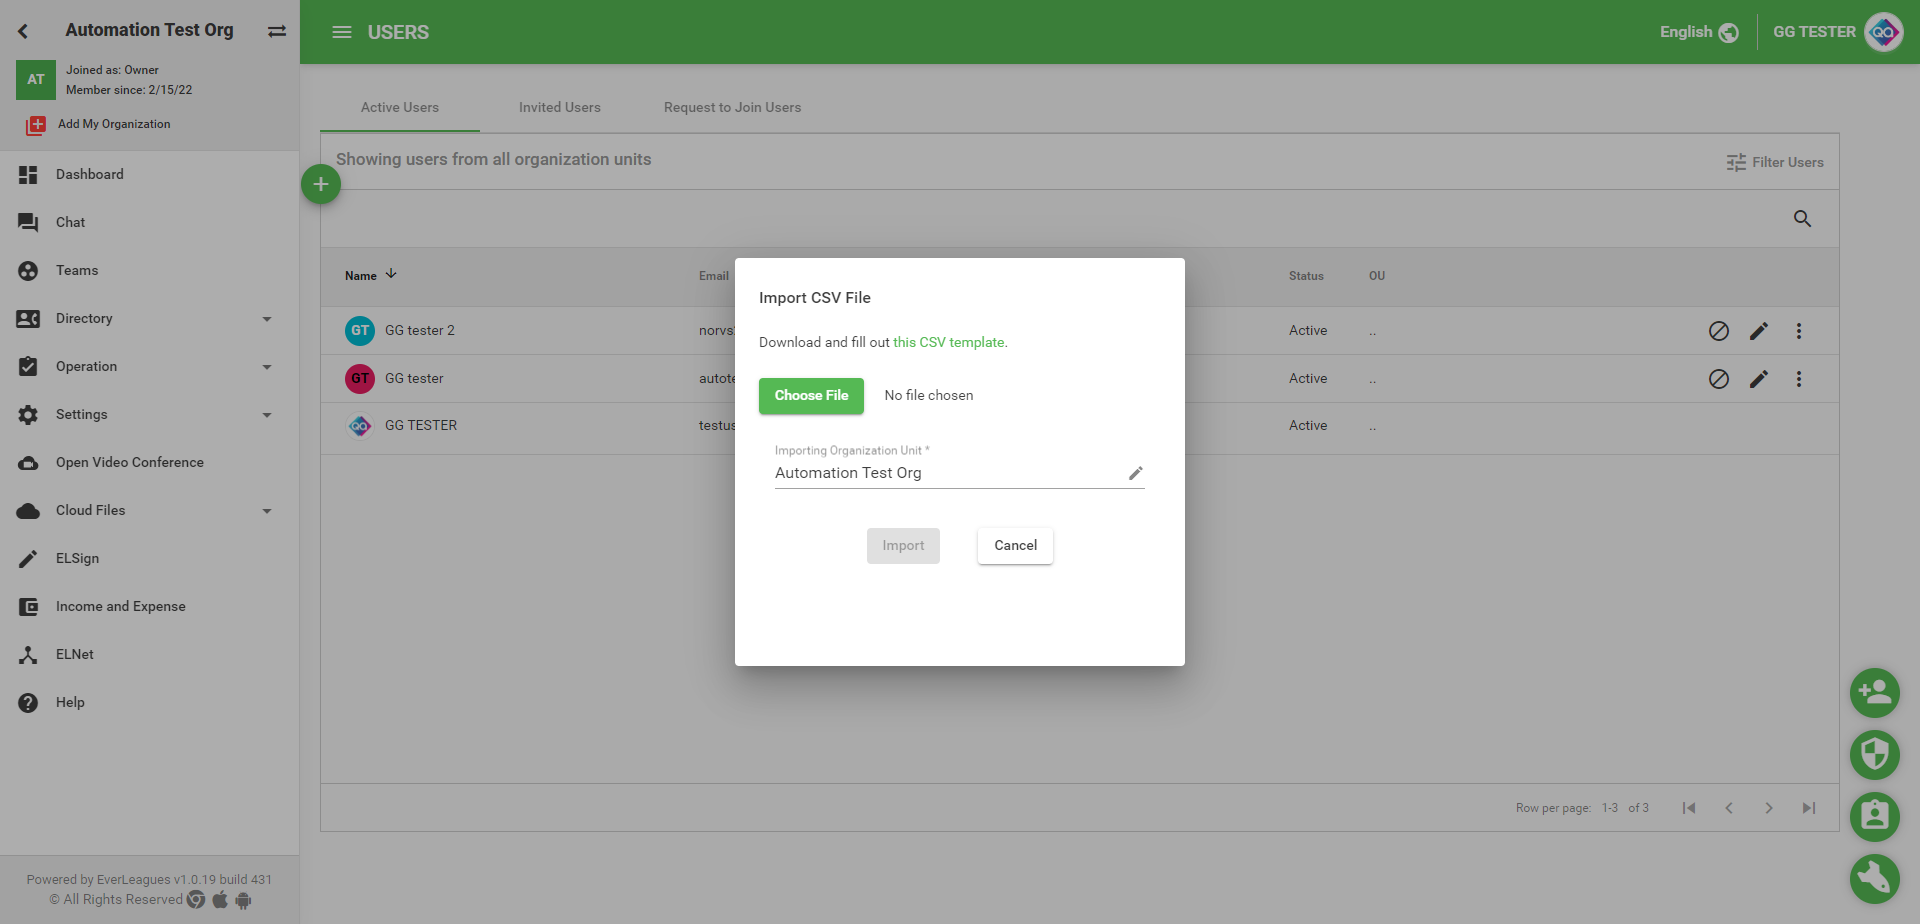 Automation Test Org
AT
Joined as: Owner
Member since: 2/15/22
Add My Organization
Dashboard
Chat
Teams
Directory
Operation
Settings
Open Video Conference
Cloud Files
ELSign
Income and Expense
ELNet
Help
Powered by EverLeagues v1.0.19 build 431
© All Rights Reserved
USERS
English
GG TESTER
Active Users Invited Users Request to Join Users
Showing users from all organization units
Filter Users
Name Email Status OU
GT GG tester 2 Active ..
GT GG tester Active ..
GG TESTER Active ..
Import CSV File
Download and fill out this CSV template.
Choose File No file chosen
Importing Organization Unit *
Automation Test Org
Import Cancel
Row per page: 1-3 of 3